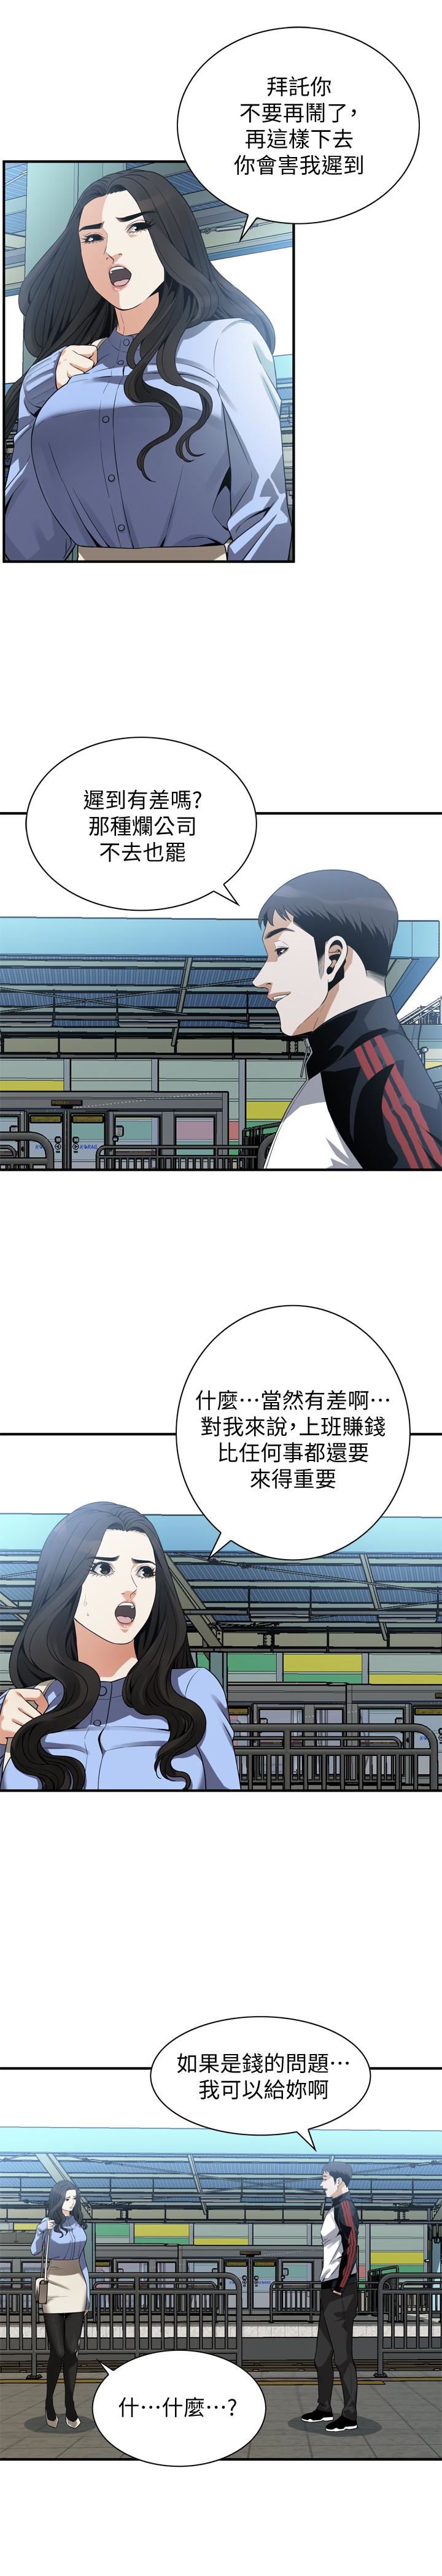 拜託你
不要再鬧了，
再這樣下去
你會害我遲到
遲到有差嗎？
那種爛公司
不去也罷
什麼…當然有差啊…
對我來說，上班賺錢
比任何事都還要
來得重要
如果是錢的問題…
我可以給妳啊
什…什麼…？